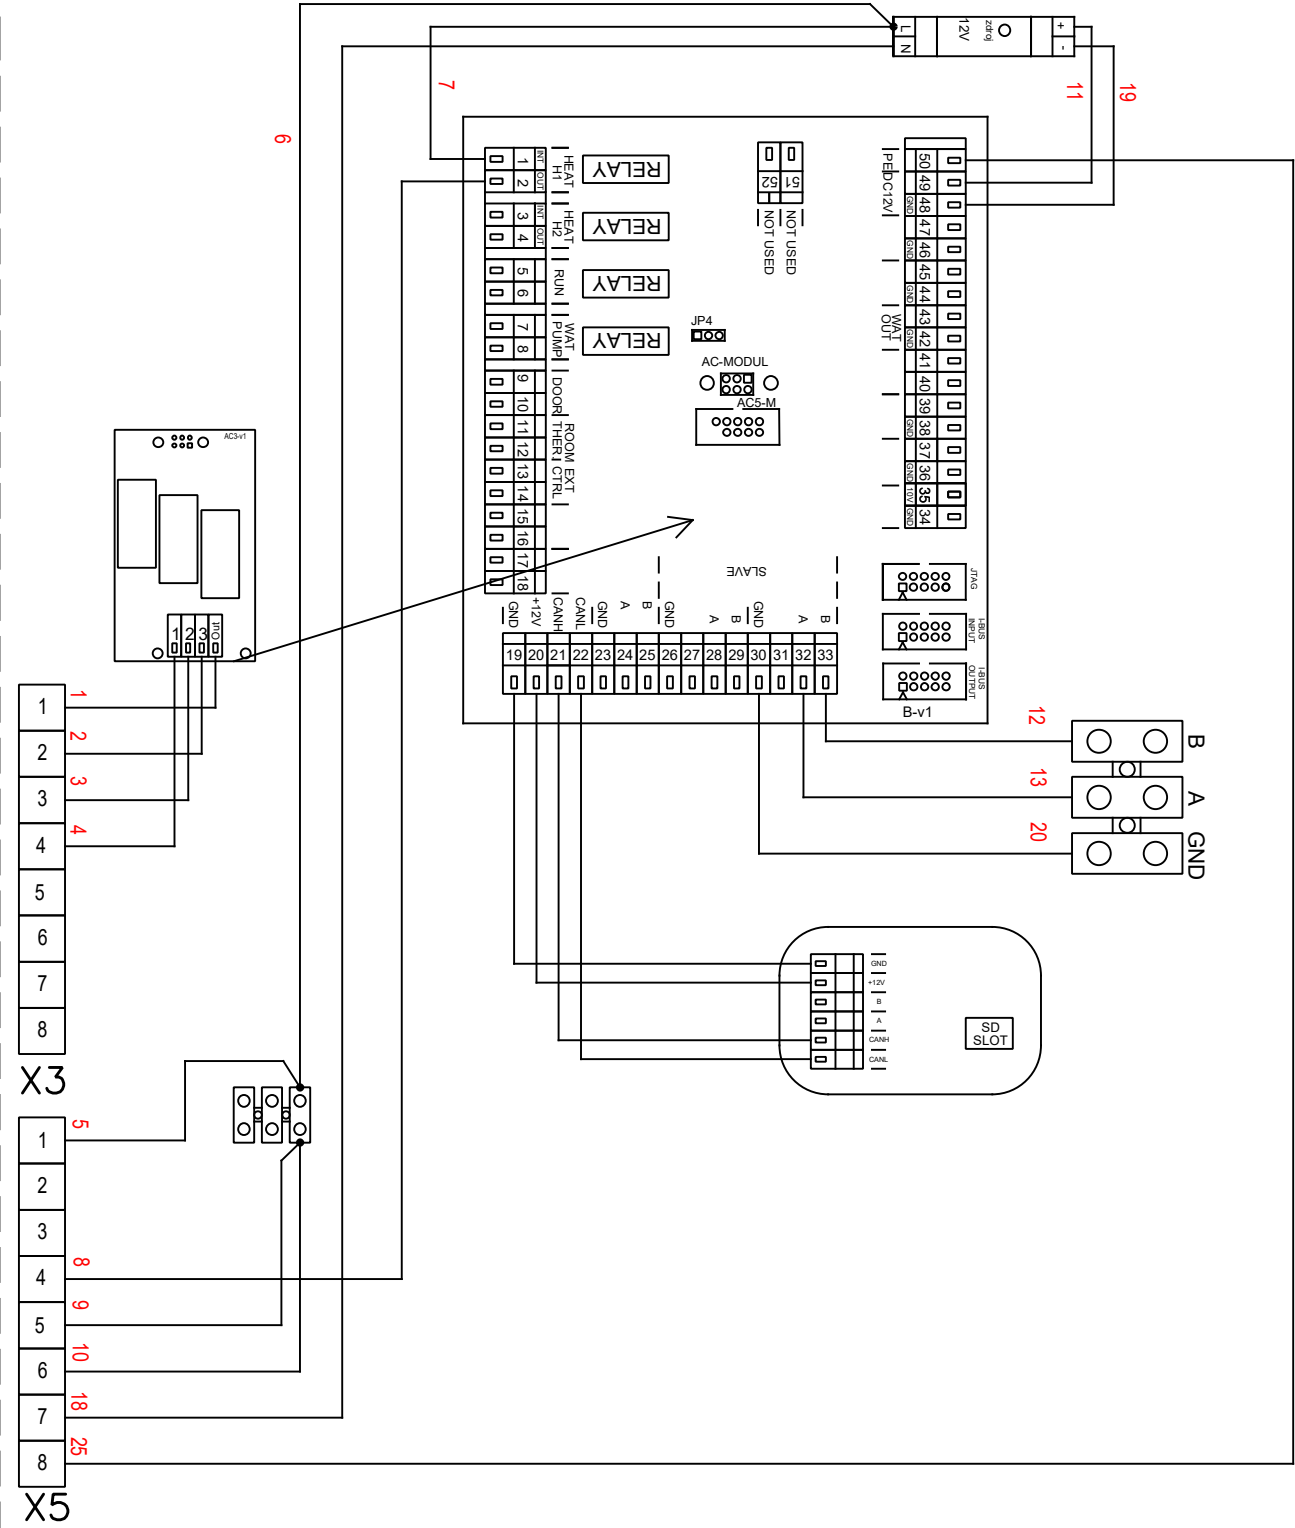 L
N
12V
zdroj
+
-
6
7
11
19
HEAT
H1
INT
OUT
1
2
RELAY
HEAT
H2
INT
OUT
3
4
RELAY
RUN
5
6
RELAY
WAT
PUMP
7
8
RELAY
DOOR
9
10
ROOM
THER.
11
12
EXT
CTRL
13
14
15
16
17
18
52
51
NOT USED
NOT USED
JP4
AC-MODUL
AC5-M
PE
DC12V
50
49
GND
48
47
GND
46
45
GND
44
WAT
OUT
43
GND
42
41
40
39
GND
38
37
GND
36
10V
35
GND
34
JTAG
I-BUS
INPUT
I-BUS
OUTPUT
B-v1
SLAVE
GND
+12V
CANH
CANL
GND
A
B
GND
A
B
GND
A
B
19
20
21
22
23
24
25
26
27
28
29
30
31
32
33
AC3-v1
1
2
3
Out
1
2
3
4
5
6
7
8
X3
1
2
3
4
12
13
20
B
A
GND
GND
+12V
B
A
CANH
CANL
SD
SLOT
1
2
3
4
5
6
7
8
X5
5
8
9
10
18
25